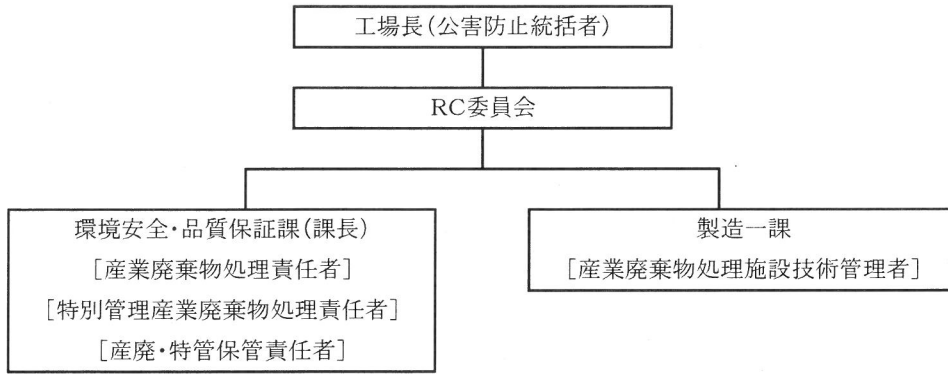 工場長(公害防止統括者)
RC委員会
環境安全・品質保証課(課長)
[産業廃棄物処理責任者]
[特別管理産業廃棄物処理責任者]
[産廃・特管保管責任者]
製造一課
[産業廃棄物処理施設技術管理者]